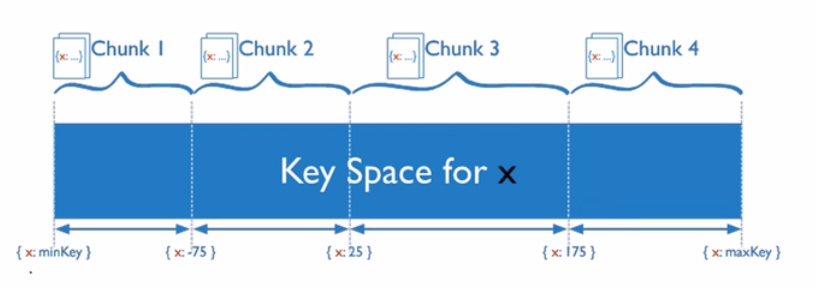 {x: ...} Chunk 1 {x: ...} Chunk 2 {x: ...} Chunk 3 {x: ...} Chunk 4
Key Space for x
{ x: minKey } { x: -75 } { x: 25 } { x: 175 } { x: maxKey }
.